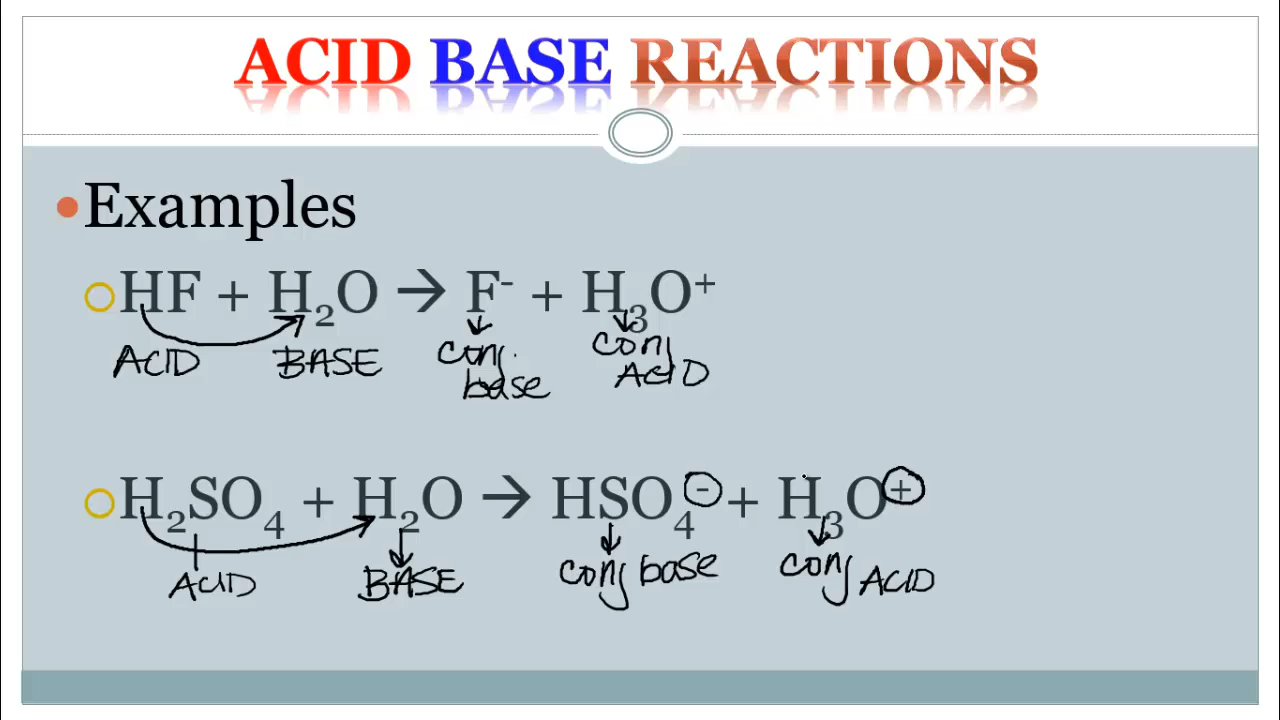 ACID BASE REACTIONS
•Examples
HF + H₂O → F⁻ + H₃O⁺
ACID BASE conj. base conj ACID
H₂SO₄ + H₂O → HSO₄⁻ + H₃O⁺
ACID BASE conj base conj ACID